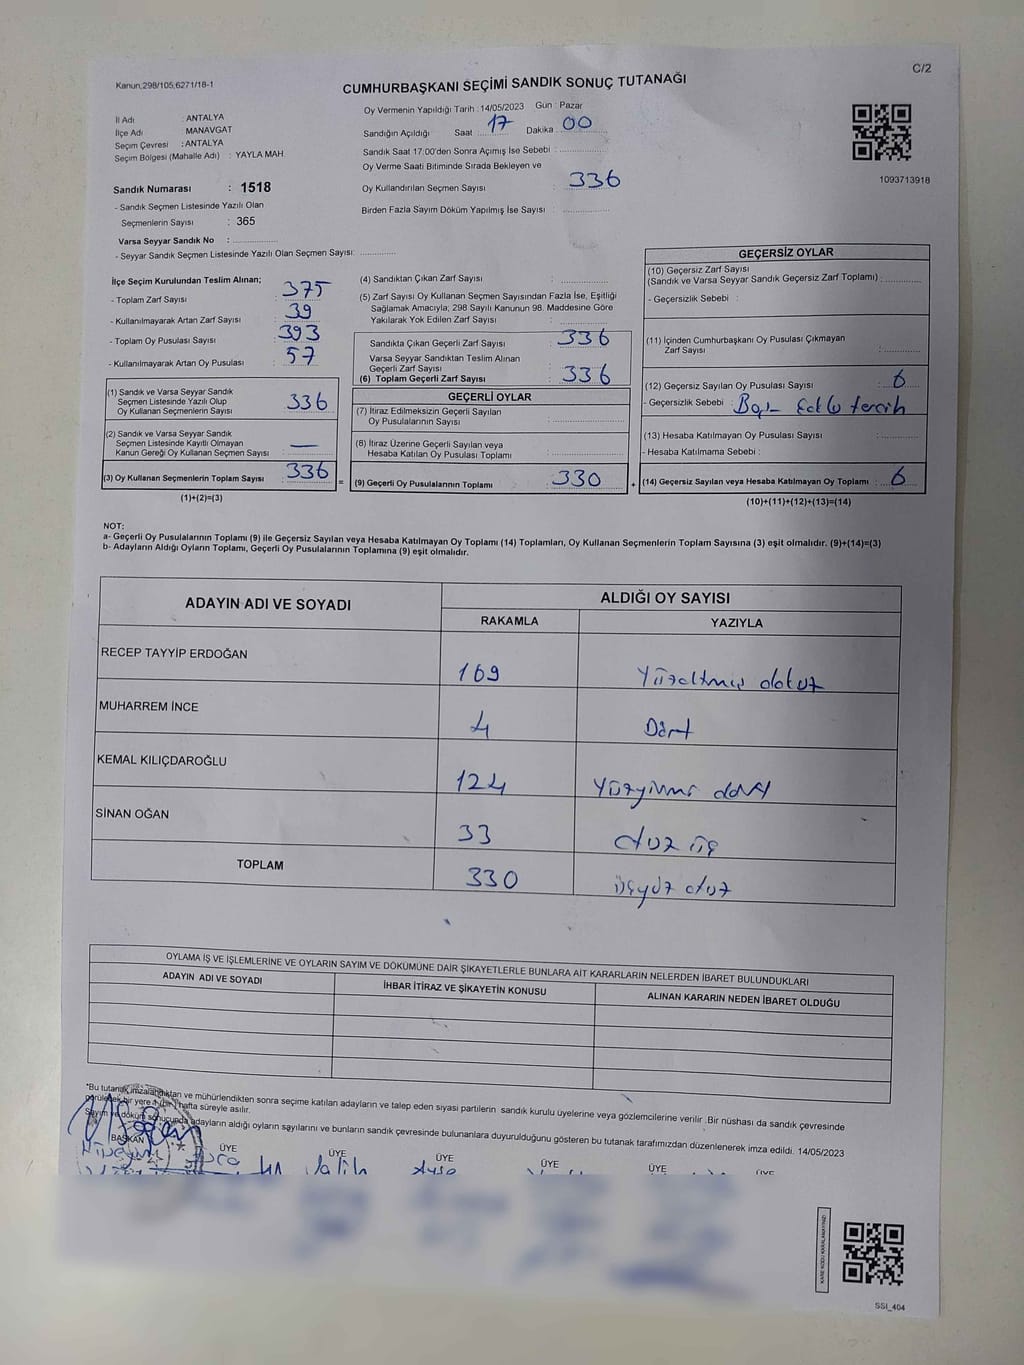 C/2
Kanun;298/105;6271/18-1
CUMHURBAŞKANI SEÇİMİ SANDIK SONUÇ TUTANAĞI
İl Adı : ANTALYA
İlçe Adı : MANAVGAT
Seçim Çevresi : ANTALYA
Seçim Bölgesi (Mahalle Adı) : YAYLA MAH.
Sandık Numarası : 1518
- Sandık Seçmen Listesinde Yazılı Olan
Seçmenlerin Sayısı : 365
Varsa Seyyar Sandık No :
- Seyyar Sandık Seçmen Listesinde Yazılı Olan Seçmen Sayısı:
Oy Vermenin Yapıldığı Tarih : 14/05/2023 Gün : Pazar
Sandığın Açıldığı Saat 17 Dakika 00
Sandık Saat 17:00'den Sonra Açımış İse Sebebi :
Oy Verme Saati Bitiminde Sırada Bekleyen ve
Oy Kullandırılan Seçmen Sayısı : 336
Birden Fazla Sayım Döküm Yapılmış İse Sayısı :
1093713918
İlçe Seçim Kurulundan Teslim Alınan;
- Toplam Zarf Sayısı : 375
- Kullanılmayarak Artan Zarf Sayısı : 39
- Toplam Oy Pusulası Sayısı : 393
- Kullanılmayarak Artan Oy Pusulası : 57
(1) Sandık ve Varsa Seyyar Sandık
Seçmen Listesinde Yazılı Olup
Oy Kullanan Seçmenlerin Sayısı : 336
(2) Sandık ve Varsa Seyyar Sandık
Seçmen Listesinde Kayıtlı Olmayan
Kanun Gereği Oy Kullanan Seçmen Sayısı : —
(3) Oy Kullanan Seçmenlerin Toplam Sayısı : 336
=
(1)+(2)=(3)
(4) Sandıktan Çıkan Zarf Sayısı :
(5) Zarf Sayısı Oy Kullanan Seçmen Sayısından Fazla İse, Eşitliği
Sağlamak Amacıyla; 298 Sayılı Kanunun 98. Maddesine Göre
Yakılarak Yok Edilen Zarf Sayısı :
Sandıkta Çıkan Geçerli Zarf Sayısı : 336
Varsa Seyyar Sandıktan Teslim Alınan
Geçerli Zarf Sayısı :
(6) Toplam Geçerli Zarf Sayısı : 336
GEÇERLİ OYLAR
(7) İtiraz Edilmeksizin Geçerli Sayılan
Oy Pusulalarının Sayısı :
(8) İtiraz Üzerine Geçerli Sayılan veya
Hesaba Katılan Oy Pusulası Toplamı :
(9) Geçerli Oy Pusulalarının Toplamı : 330
+
GEÇERSİZ OYLAR
(10) Geçersiz Zarf Sayısı
(Sandık ve Varsa Seyyar Sandık Geçersiz Zarf Toplamı) :
- Geçersizlik Sebebi :
(11) İçinden Cumhurbaşkanı Oy Pusulası Çıkmayan
Zarf Sayısı :
(12) Geçersiz Sayılan Oy Pusulası Sayısı : 6
- Geçersizlik Sebebi : tercih
(13) Hesaba Katılmayan Oy Pusulası Sayısı :
- Hesaba Katılmama Sebebi :
(14) Geçersiz Sayılan veya Hesaba Katılmayan Oy Toplamı : 6
(10)+(11)+(12)+(13)=(14)
NOT:
a- Geçerli Oy Pusulalarının Toplamı (9) ile Geçersiz Sayılan veya Hesaba Katılmayan Oy Toplamı (14) Toplamları, Oy Kullanan Seçmenlerin Toplam Sayısına (3) eşit olmalıdır. (9)+(14)=(3)
b- Adayların Aldığı Oyların Toplamı, Geçerli Oy Pusulalarının Toplamına (9) eşit olmalıdır.
ADAYIN ADI VE SOYADI
ALDIĞI OY SAYISI
RAKAMLA YAZIYLA
RECEP TAYYİP ERDOĞAN 169 Yüzaltmış dokuz
MUHARREM İNCE 4 Dört
KEMAL KILIÇDAROĞLU 124 Yüzyirmi dört
SİNAN OĞAN 33 otuz üç
TOPLAM 330 üçyüz otuz
OYLAMA İŞ VE İŞLEMLERİNE VE OYLARIN SAYIM VE DÖKÜMÜNE DAİR ŞİKAYETLERLE BUNLARA AİT KARARLARIN NELERDEN İBARET BULUNDUKLARI
ADAYIN ADI VE SOYADI İHBAR İTİRAZ VE ŞİKAYETİN KONUSU ALINAN KARARIN NEDEN İBARET OLDUĞU
*Bu tutanak imzalandıktan ve mühürlendikten sonra seçime katılan adayların ve talep eden siyasi partilerin sandık kurulu üyelerine veya gözlemcilerine verilir .Bir nüshası da sandık çevresinde
görülecek bir yere 1 (bir) hafta süreyle asılır.
Sayım ve döküm sonucunda adayların aldığı oyların sayılarını ve bunların sandık çevresinde bulunanlara duyurulduğunu gösteren bu tutanak tarafımızdan düzenlenerek imza edildi. 14/05/2023
BAŞKAN ÜYE ÜYE ÜYE ÜYE ÜYE ÜYE
KARE KODU KARALAMAYINIZ!
SSI_404